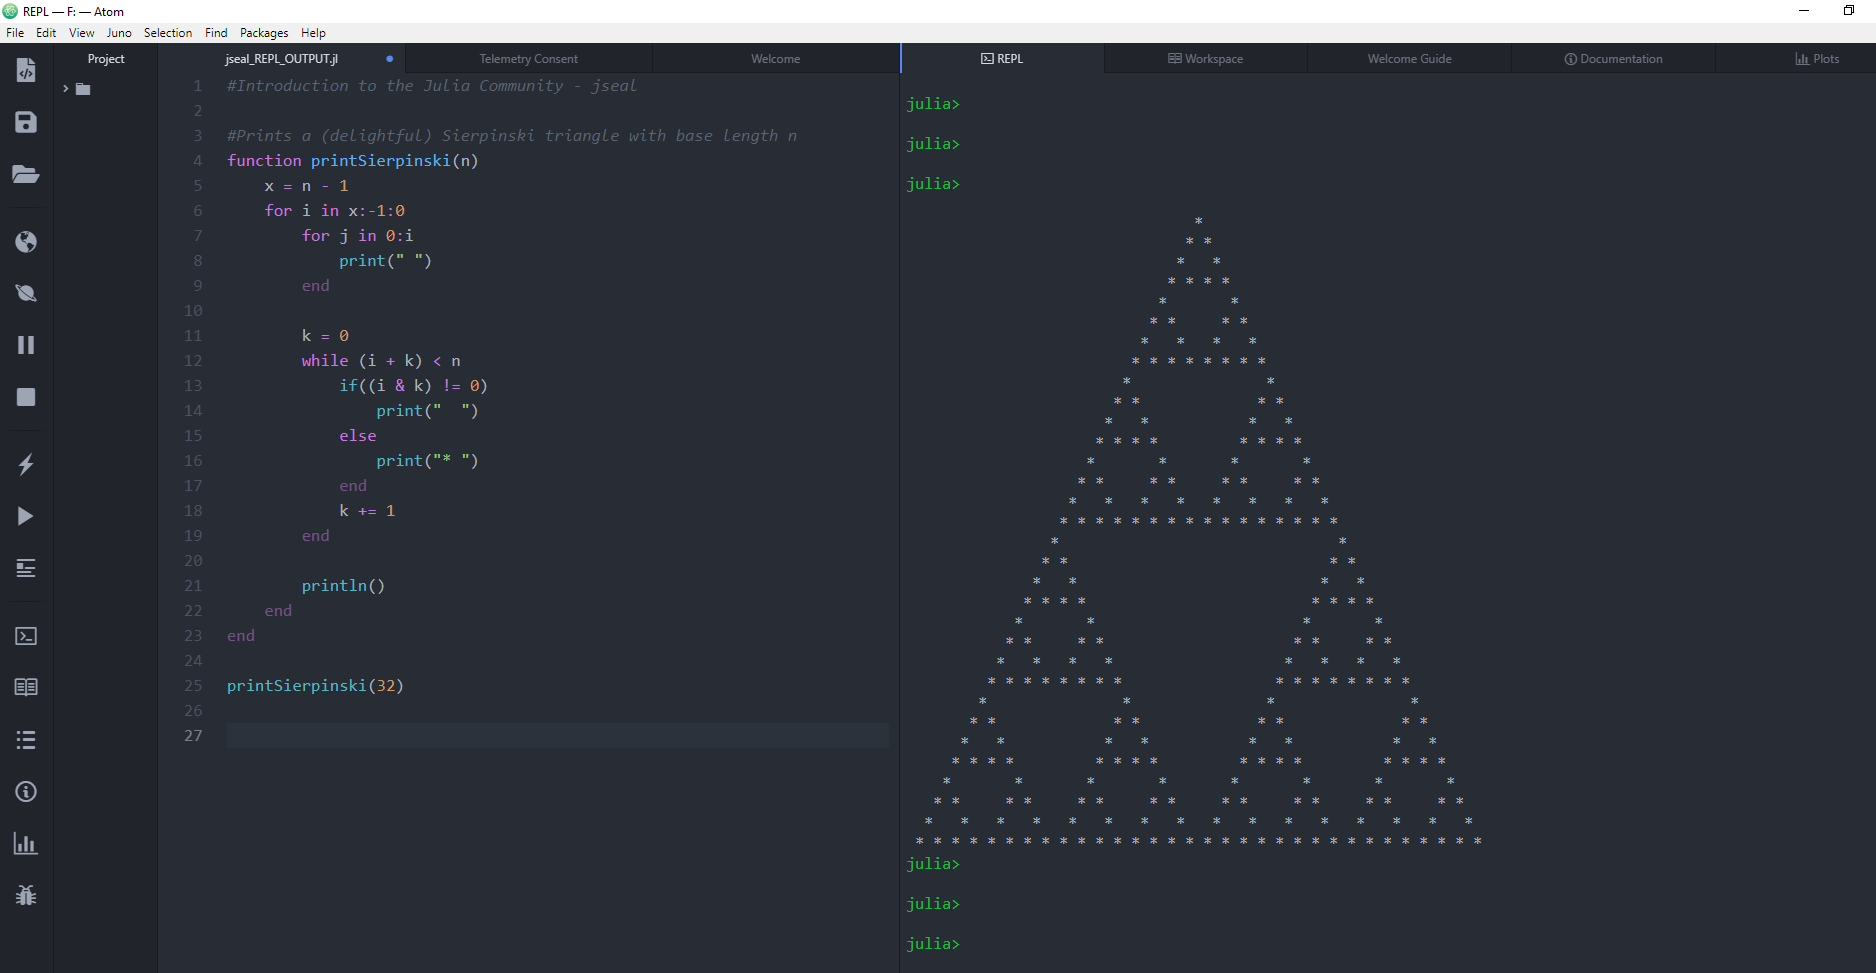 REPL — F: — Atom
File Edit View Juno Selection Find Packages Help
Project
jseal_REPL_OUTPUT.jl
Telemetry Consent
Welcome
1 #Introduction to the Julia Community - jseal
2
3 #Prints a (delightful) Sierpinski triangle with base length n
4 function printSierpinski(n)
5     x = n - 1
6     for i in x:-1:0
7         for j in 0:i
8             print(" ")
9         end
10
11         k = 0
12         while (i + k) < n
13             if((i & k) != 0)
14                 print("  ")
15             else
16                 print("* ")
17             end
18             k += 1
19         end
20
21         println()
22     end
23 end
24
25 printSierpinski(32)
26
27
REPL
Workspace
Welcome Guide
Documentation
Plots
julia>
julia>
julia>
                                *
                               * *
                              *   *
                             * * * *
                            *       *
                           * *     * *
                          *   *   *   *
                         * * * * * * * *
                        *               *
                       * *             * *
                      *   *           *   *
                     * * * *         * * * *
                    *       *       *       *
                   * *     * *     * *     * *
                  *   *   *   *   *   *   *   *
                 * * * * * * * * * * * * * * * *
                *                               *
               * *                             * *
              *   *                           *   *
             * * * *                         * * * *
            *       *                       *       *
           * *     * *                     * *     * *
          *   *   *   *                   *   *   *   *
         * * * * * * * *                 * * * * * * * *
        *               *               *               *
       * *             * *             * *             * *
      *   *           *   *           *   *           *   *
     * * * *         * * * *         * * * *         * * * *
    *       *       *       *       *       *       *       *
   * *     * *     * *     * *     * *     * *     * *     * *
  *   *   *   *   *   *   *   *   *   *   *   *   *   *   *   *
 * * * * * * * * * * * * * * * * * * * * * * * * * * * * * * * *
julia>
julia>
julia>